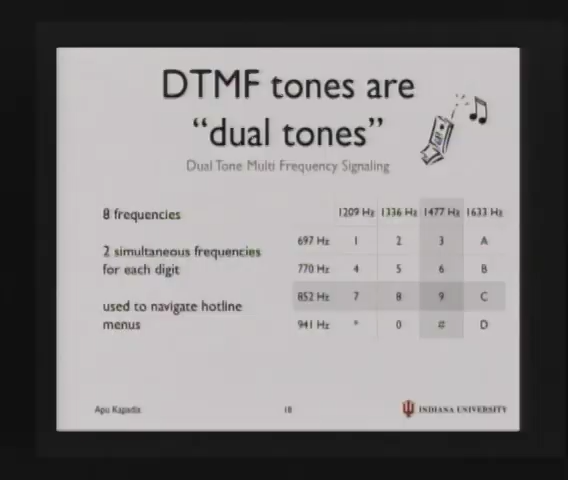 DTMF tones are
“dual tones”
Dual Tone Multi Frequency Signaling
8 frequencies
2 simultaneous frequencies
for each digit
used to navigate hotline
menus
1209 Hz 1336 Hz 1477 Hz 1633 Hz
697 Hz 1 2 3 A
770 Hz 4 5 6 B
852 Hz 7 8 9 C
941 Hz * 0 # D
Apu Kapadia 18 INDIANA UNIVERSITY